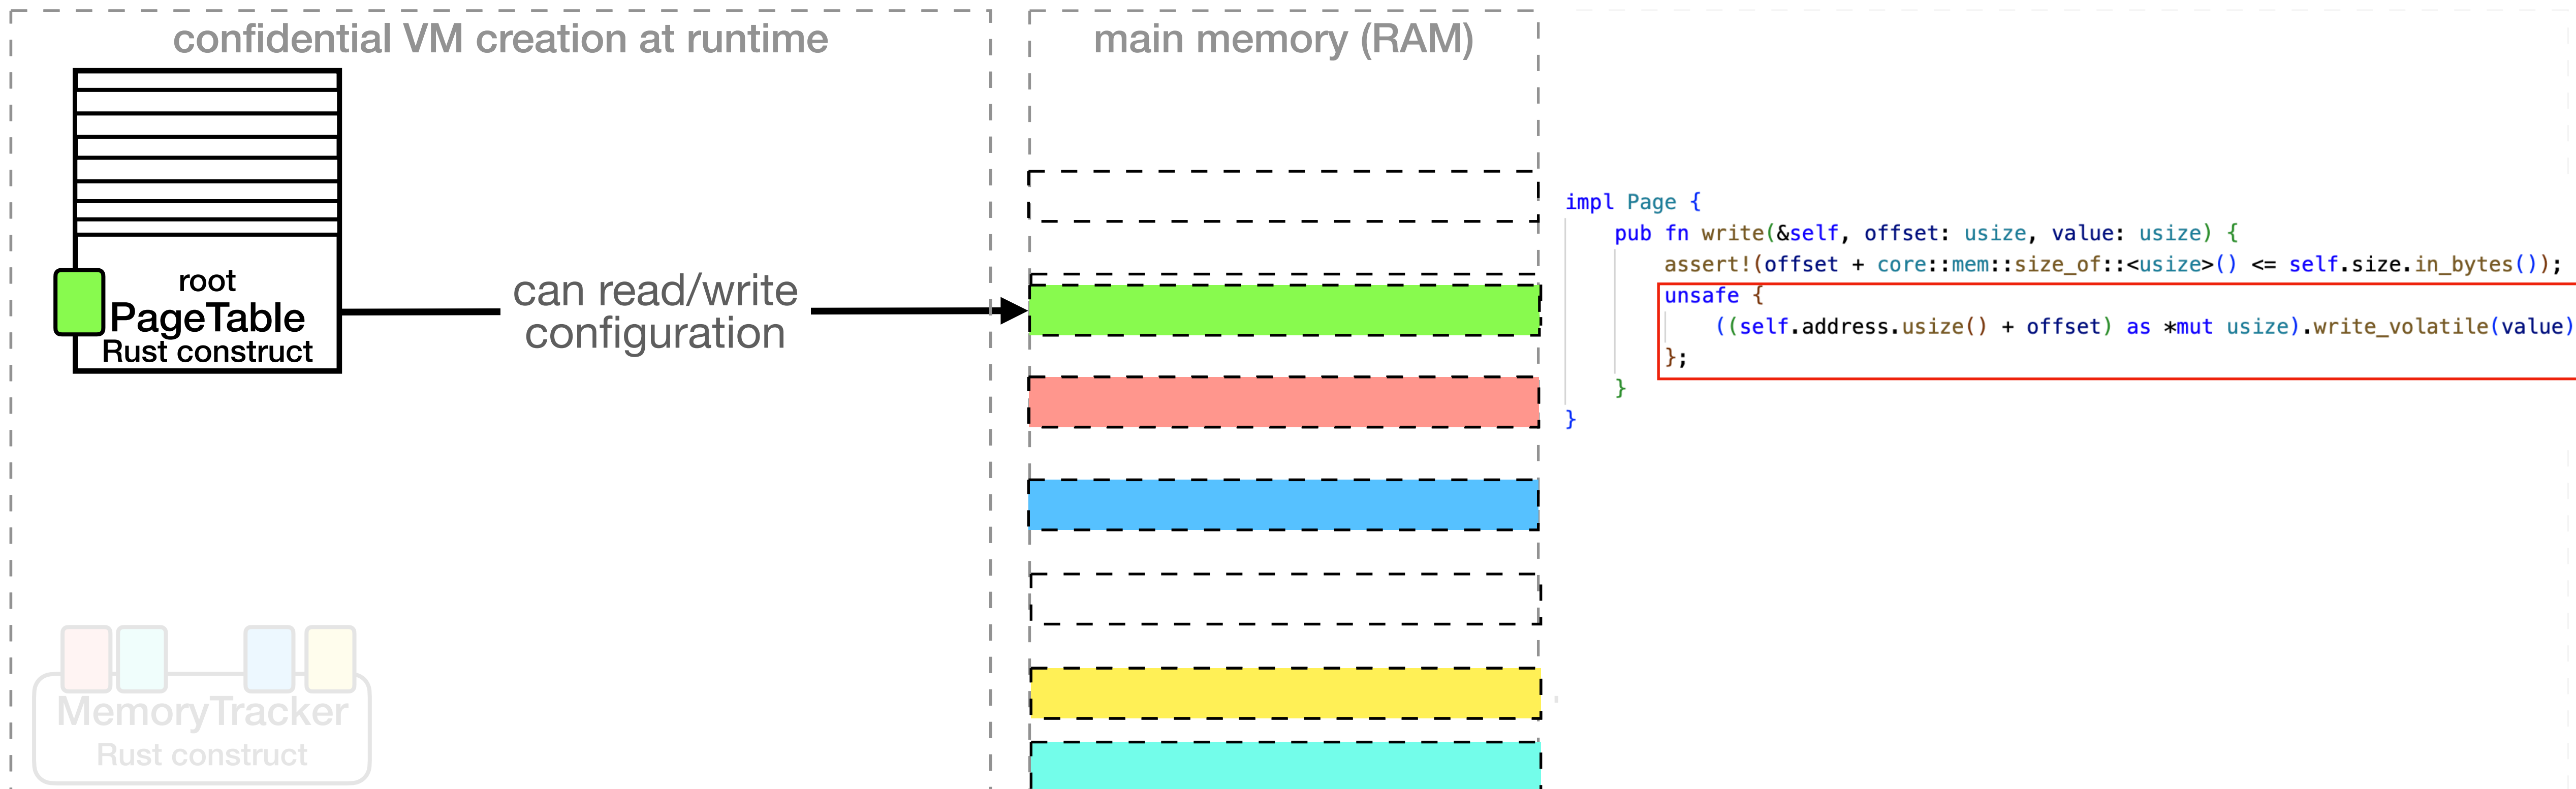 confidential VM creation at runtime
main memory (RAM)
root
PageTable
Rust construct
can read/write
configuration
impl Page {
pub fn write(&self, offset: usize, value: usize) {
assert!(offset + core::mem::size_of::<usize>() <= self.size.in_bytes());
unsafe {
((self.address.usize() + offset) as *mut usize).write_volatile(value)
};
}
}
MemoryTracker
Rust construct